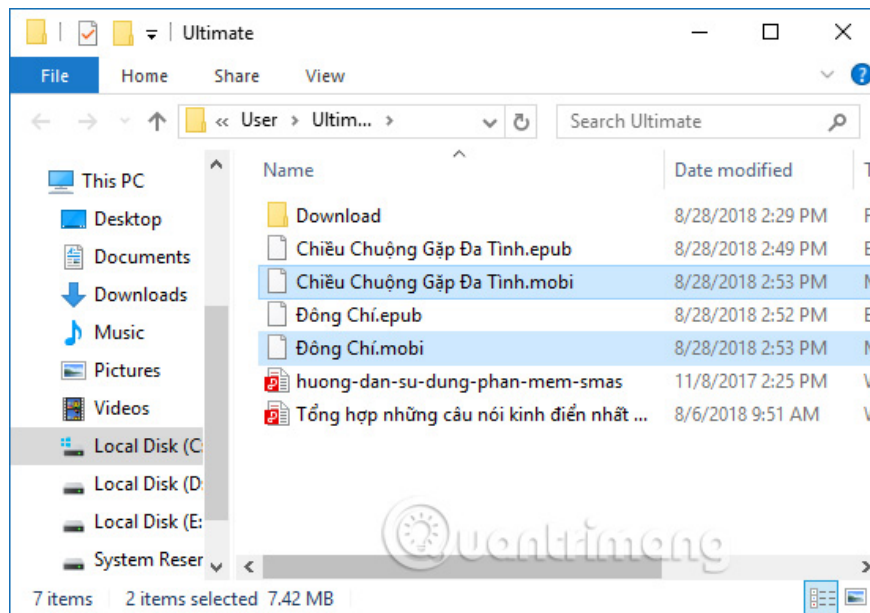 Ultimate
File Home Share View
« User > Ultim... > Search Ultimate
This PC
Desktop
Documents
Downloads
Music
Pictures
Videos
Local Disk (C:
Local Disk (D:
Local Disk (E:
System Reser
Name Date modified T
Download 8/28/2018 2:29 PM F
Chiều Chuộng Gặp Đa Tình.epub 8/28/2018 2:49 PM E
Chiều Chuộng Gặp Đa Tình.mobi 8/28/2018 2:53 PM M
Đông Chí.epub 8/28/2018 2:52 PM E
Đông Chí.mobi 8/28/2018 2:53 PM M
huong-dan-su-dung-phan-mem-smas 11/8/2017 2:25 PM W
Tổng hợp những câu nói kinh điển nhất ... 8/6/2018 9:51 AM W
Quantrimang
7 items 2 items selected 7.42 MB